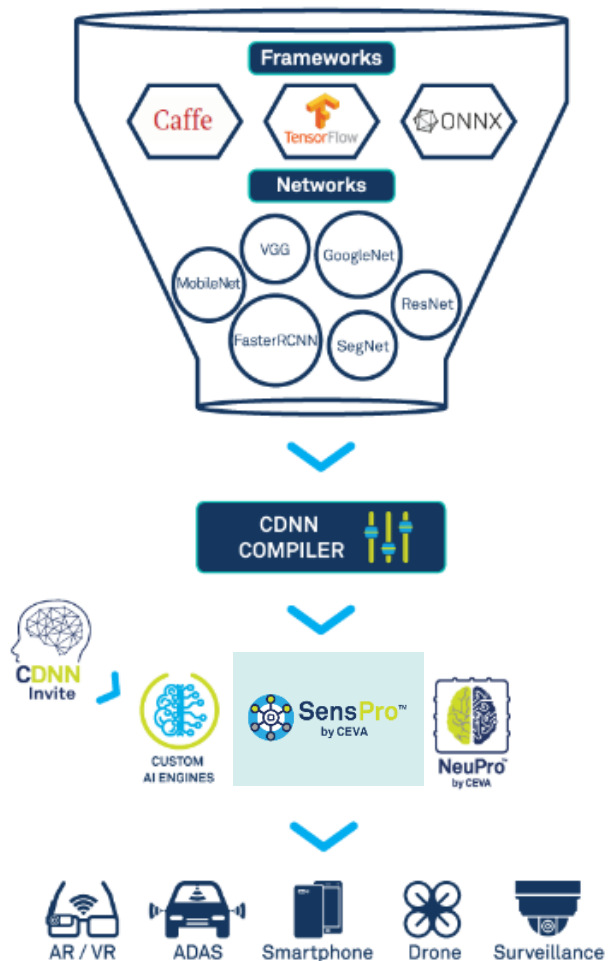 Frameworks
Caffe
TensorFlow
ONNX
Networks
VGG
GoogleNet
MobileNet
ResNet
FasterRCNN
SegNet
CDNN
COMPILER
CDNN
Invite
CUSTOM
AI ENGINES
SensPro™
by CEVA
NeuPro™
by CEVA
AR / VR
ADAS
Smartphone
Drone
Surveillance